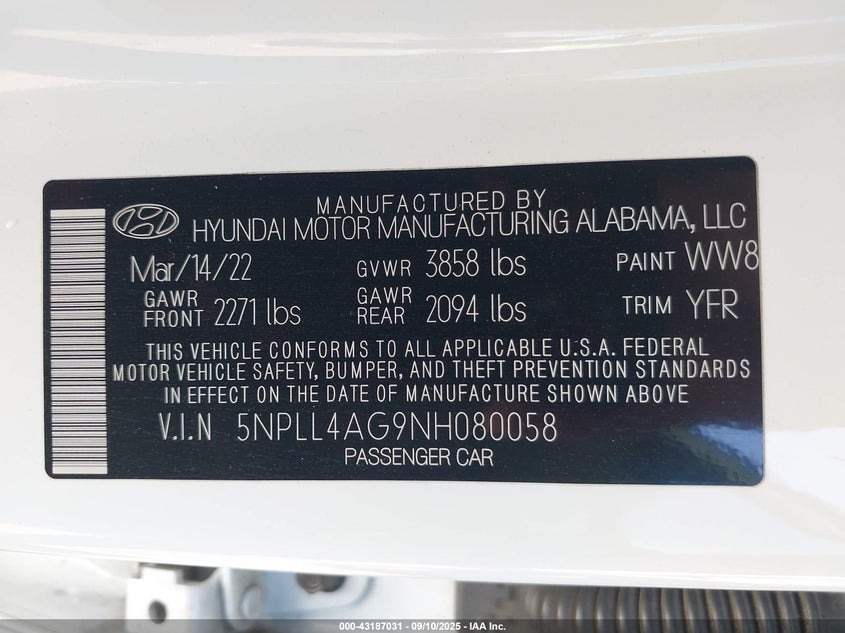 MANUFACTURED BY
HYUNDAI MOTOR MANUFACTURING ALABAMA, LLC
Mar/14/22 GVWR 3858 lbs PAINT WW8
GAWR FRONT 2271 lbs GAWR REAR 2094 lbs TRIM YFR
THIS VEHICLE CONFORMS TO ALL APPLICABLE U.S.A. FEDERAL
MOTOR VEHICLE SAFETY, BUMPER, AND THEFT PREVENTION STANDARDS
IN EFFECT ON THE DATE OF MANUFACTURE SHOWN ABOVE
V.I.N 5NPLL4AG9NH080058
PASSENGER CAR
000-43187031 - 09/10/2025 - IAA Inc.